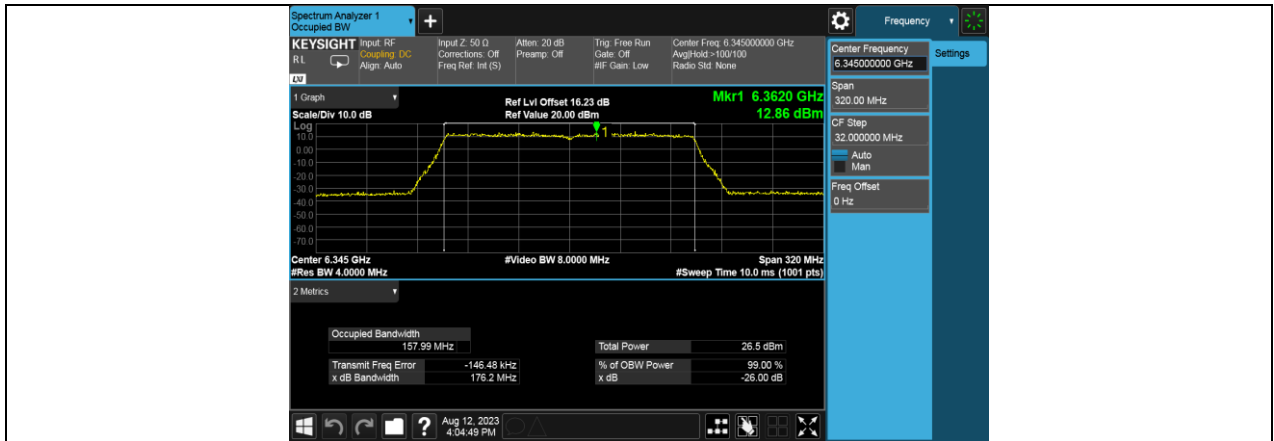 Spectrum Analyzer 1
Occupied BW
Frequency
KEYSIGHT
Input: RF
Input Z: 50 Ω
Atten: 20 dB
Trig: Free Run
Center Freq: 6.345000000 GHz
RL
Coupling: DC
Corrections: Off
Preamp: Off
Gate: Off
Avg|Hold:>100/100
Align: Auto
Freq Ref: Int (S)
#IF Gain: Low
Radio Std: None
LXI
Center Frequency
6.345000000 GHz
Settings
Span
320.00 MHz
CF Step
32.000000 MHz
Auto
Man
Freq Offset
0 Hz
1 Graph
Ref Lvl Offset 16.23 dB
Mkr1 6.3620 GHz
Scale/Div 10.0 dB
Ref Value 20.00 dBm
12.86 dBm
Log
10.0
0.00
-10.0
-20.0
-30.0
-40.0
-50.0
-60.0
-70.0
1
Center 6.345 GHz
#Video BW 8.0000 MHz
Span 320 MHz
#Res BW 4.0000 MHz
#Sweep Time 10.0 ms (1001 pts)
2 Metrics
Occupied Bandwidth
157.99 MHz
Total Power 26.5 dBm
Transmit Freq Error -146.48 kHz
% of OBW Power 99.00 %
x dB Bandwidth 176.2 MHz
x dB -26.00 dB
?
Aug 12, 2023
4:04:49 PM